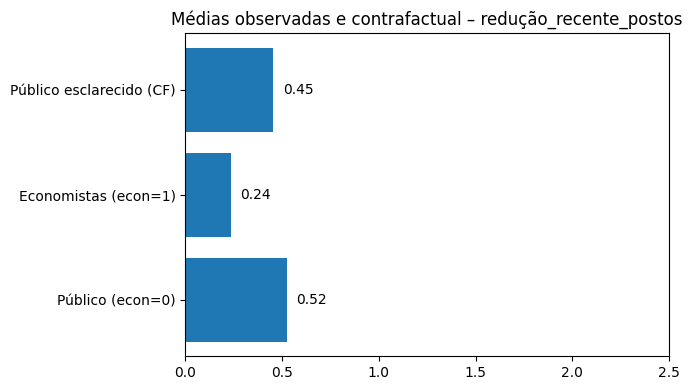 Médias observadas e contrafactual – redução_recente_postos
Público esclarecido (CF)
0.45
Economistas (econ=1)
0.24
Público (econ=0)
0.52
0.0 0.5 1.0 1.5 2.0 2.5